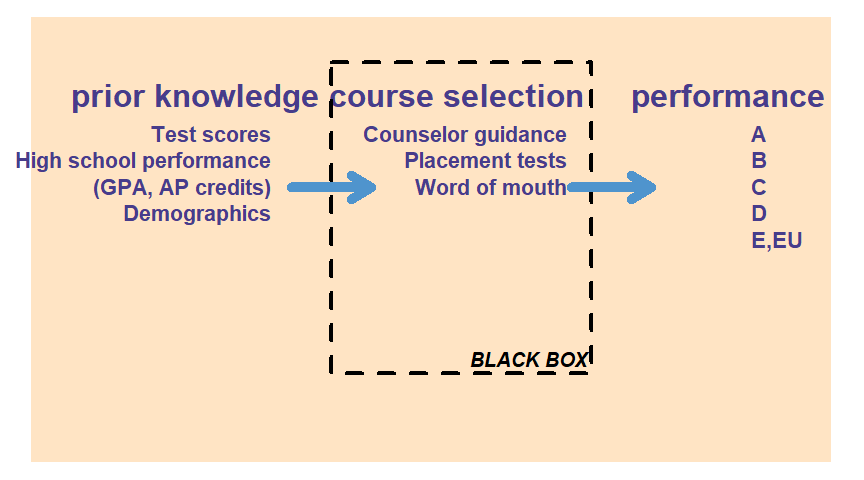 prior knowledge
Test scores
High school performance
(GPA, AP credits)
Demographics
course selection
Counselor guidance
Placement tests
Word of mouth
BLACK BOX
performance
A
B
C
D
E,EU